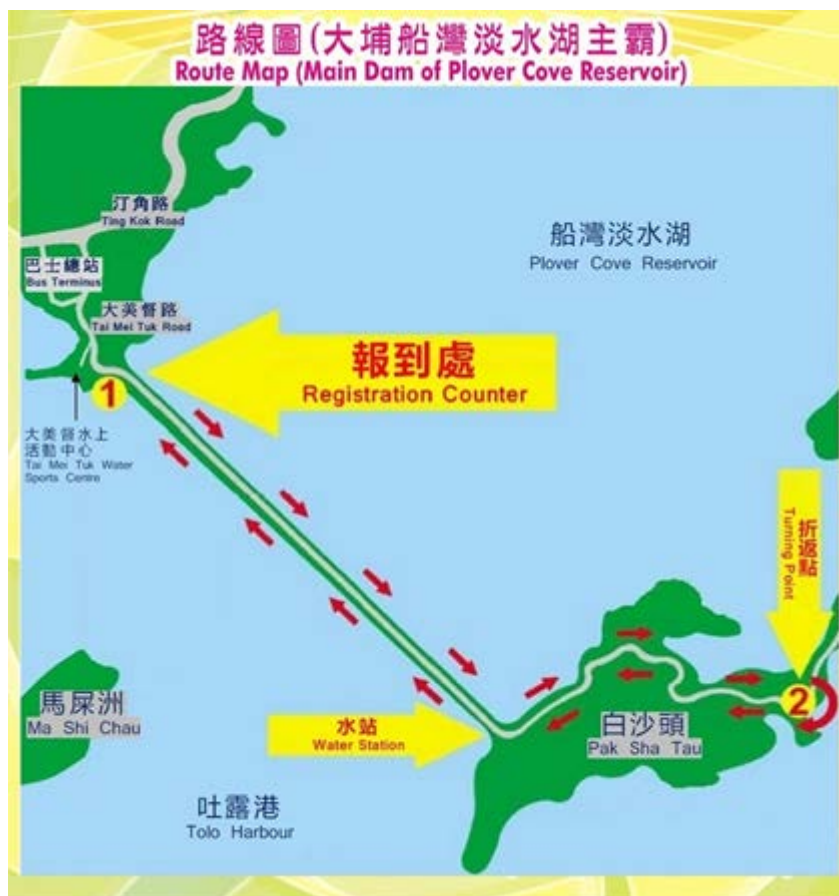 路線圖(大埔船灣淡水湖主霸)
Route Map (Main Dam of Plover Cove Reservoir)
汀角路
Ting Kok Road
船灣淡水湖
Plover Cove Reservoir
巴士總站
Bus Terminus
大美督路
Tai Mei Tuk Road
報到處
Registration Counter
1
大美督水上
活動中心
Tai Mei Tuk Water
Sports Centre
折返點
Turning Point
2
馬屎洲
Ma Shi Chau
水站
Water Station
白沙頭
Pak Sha Tau
吐露港
Tolo Harbour